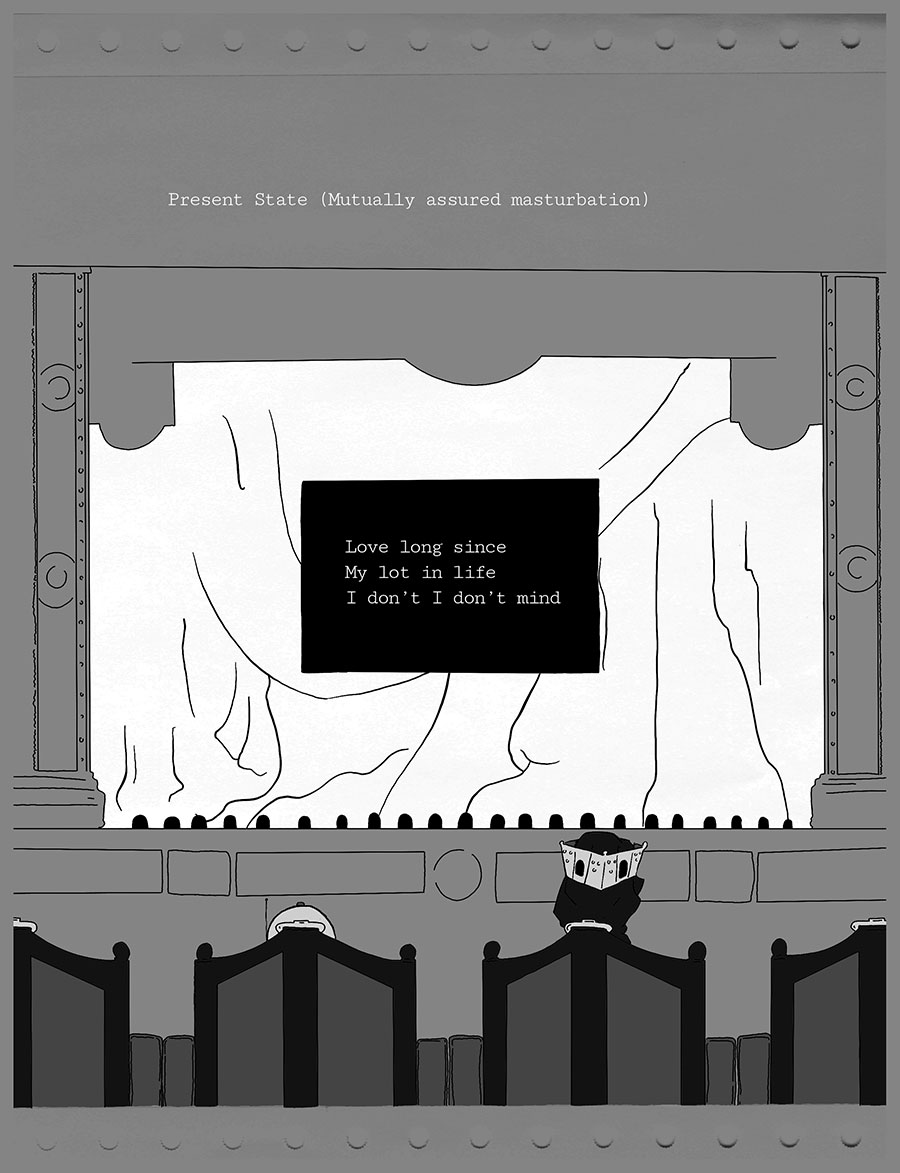 Present State (Mutually assured masturbation)
Love long since
My lot in life
I don't I don't mind